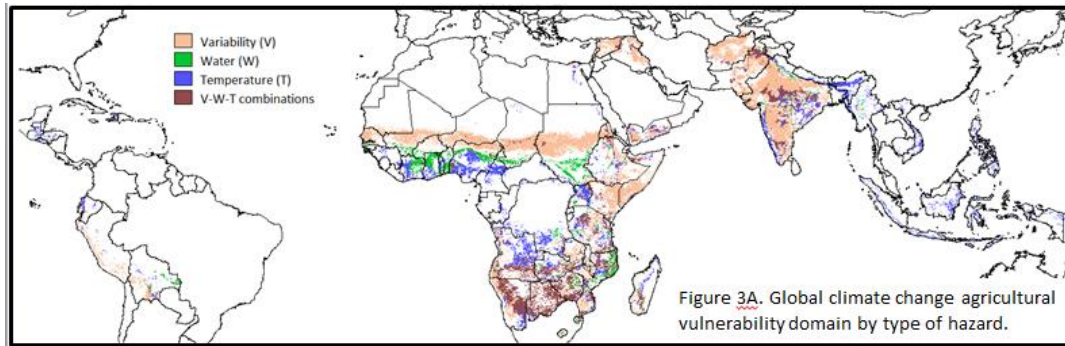 Variability (V)
Water (W)
Temperature (T)
V-W-T combinations
Figure 3A. Global climate change agricultural
vulnerability domain by type of hazard.